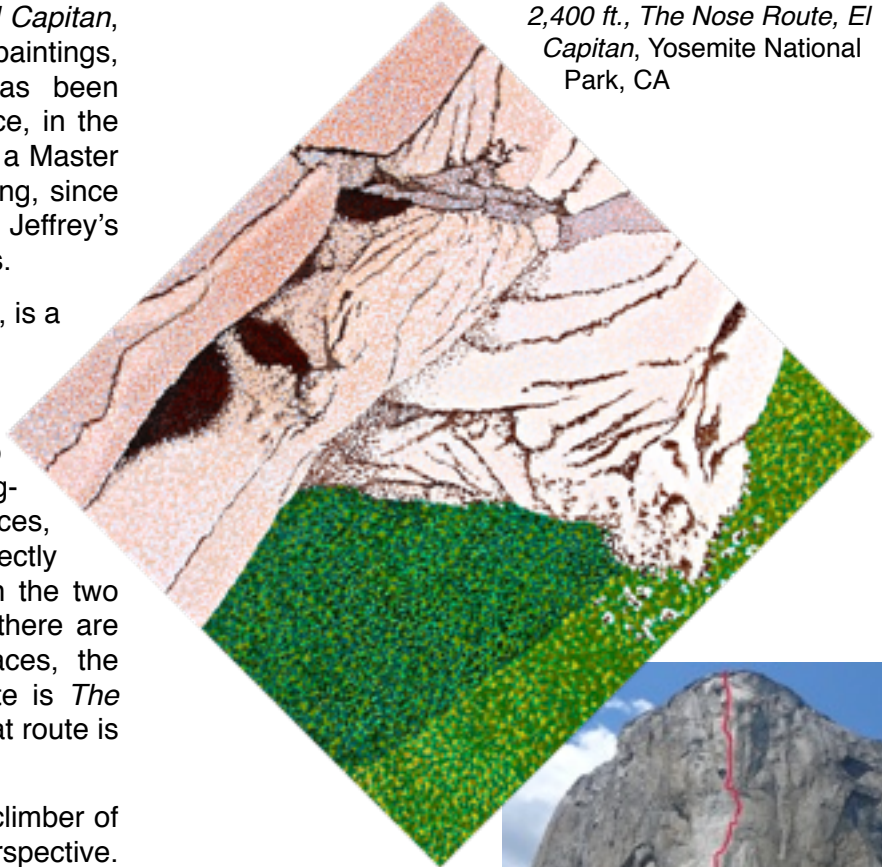 Capitan,
paintings,
been
ce, in the
a Master
ng, since
Jeffrey's
s.
, is a
g-
ces,
ectly
the two
there are
aces, the
te is The
at route is
climber of
rspective.
2,400 ft., The Nose Route, El
Capitan, Yosemite National
Park, CA